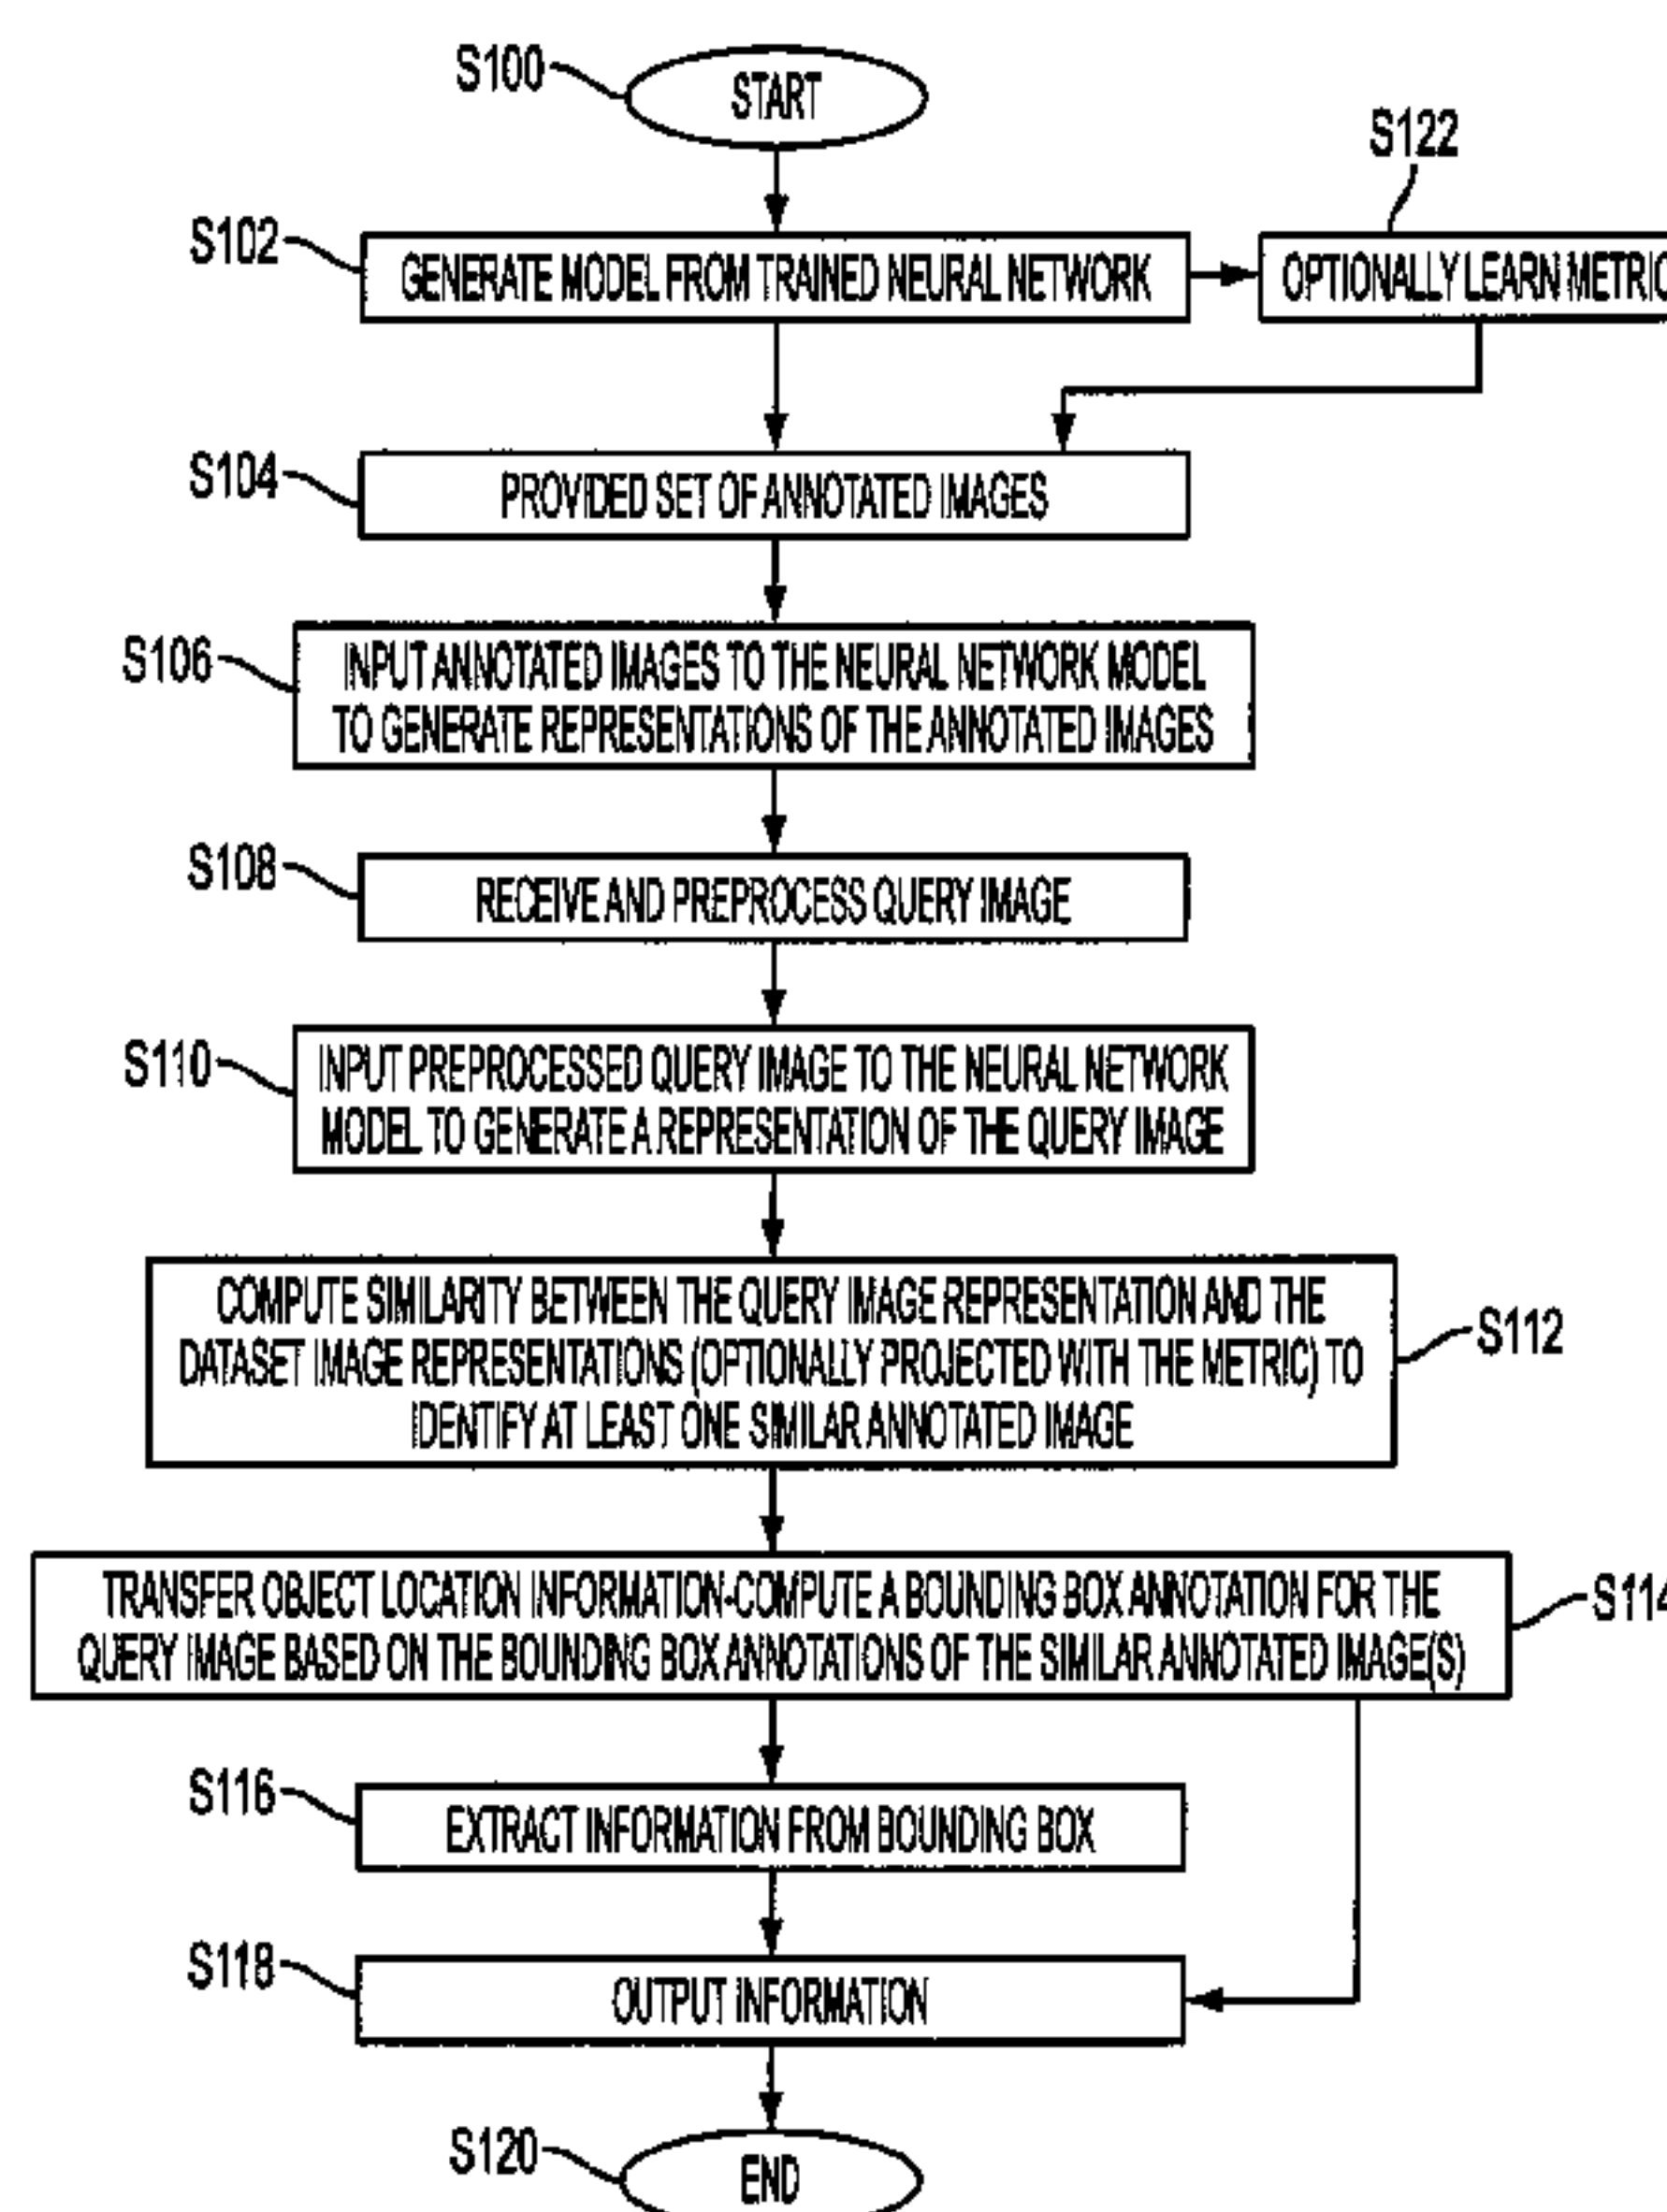 S100
START
S122
S102
GENERATE MODEL FROM TRAINED NEURAL NETWORK
OPTIONALLY LEARN METRIC
S104
PROVIDED SET OF ANNOTATED IMAGES
S106
INPUT ANNOTATED IMAGES TO THE NEURAL NETWORK MODEL
TO GENERATE REPRESENTATIONS OF THE ANNOTATED IMAGES
S108
RECEIVE AND PREPROCESS QUERY IMAGE
S110
INPUT PREPROCESSED QUERY IMAGE TO THE NEURAL NETWORK
MODEL TO GENERATE A REPRESENTATION OF THE QUERY IMAGE
COMPUTE SIMILARITY BETWEEN THE QUERY IMAGE REPRESENTATION AND THE
DATASET IMAGE REPRESENTATIONS (OPTIONALLY PROJECTED WITH THE METRIC) TO
IDENTIFY AT LEAST ONE SIMILAR ANNOTATED IMAGE
S112
TRANSFER OBJECT LOCATION INFORMATION-COMPUTE A BOUNDING BOX ANNOTATION FOR THE
QUERY IMAGE BASED ON THE BOUNDING BOX ANNOTATIONS OF THE SIMILAR ANNOTATED IMAGE(S)
S114
S116
EXTRACT INFORMATION FROM BOUNDING BOX
S118
OUTPUT INFORMATION
S120
END